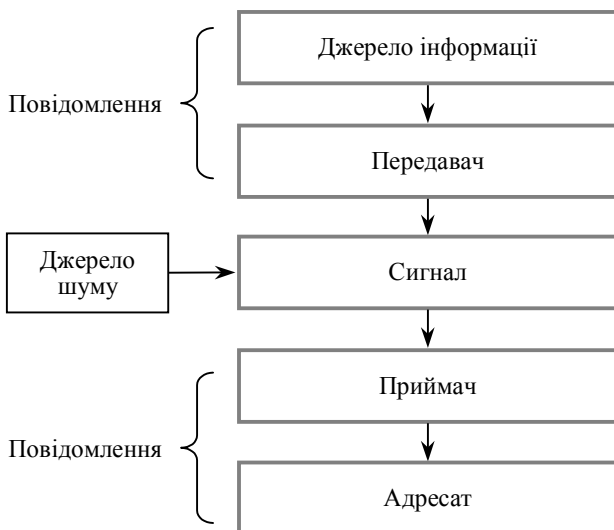 Джерело інформації
Повідомлення
Передавач
Джерело
шуму
Сигнал
Приймач
Повідомлення
Адресат